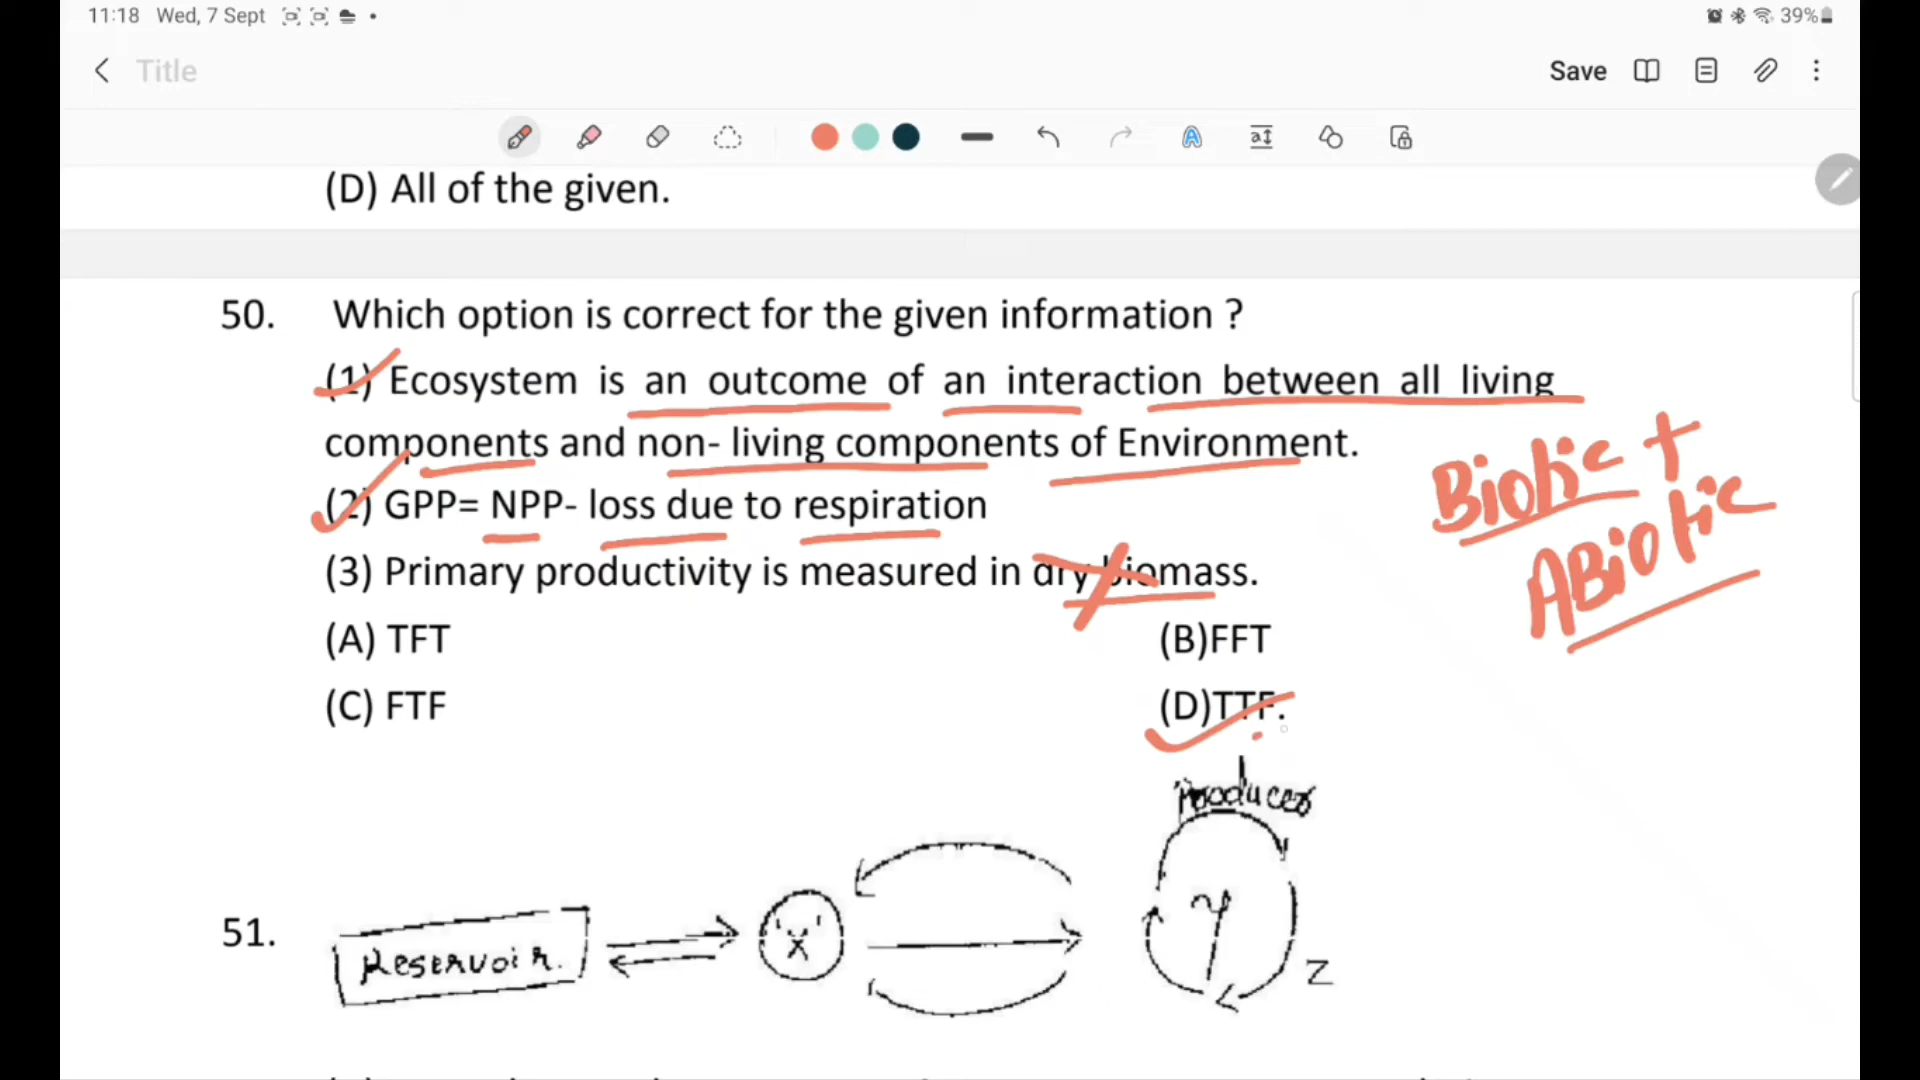 11:18 Wed, 7 Sept
39%
Title
Save
(D) All of the given.
50. Which option is correct for the given information ?
(1) Ecosystem is an outcome of an interaction between all living
components and non- living components of Environment.
(2) GPP= NPP- loss due to respiration
(3) Primary productivity is measured in dry biomass.
Biotic +
ABiotic
(A) TFT (B)FFT
(C) FTF (D)TTF.
Producer
51. Reservoir. 'X' Y Z